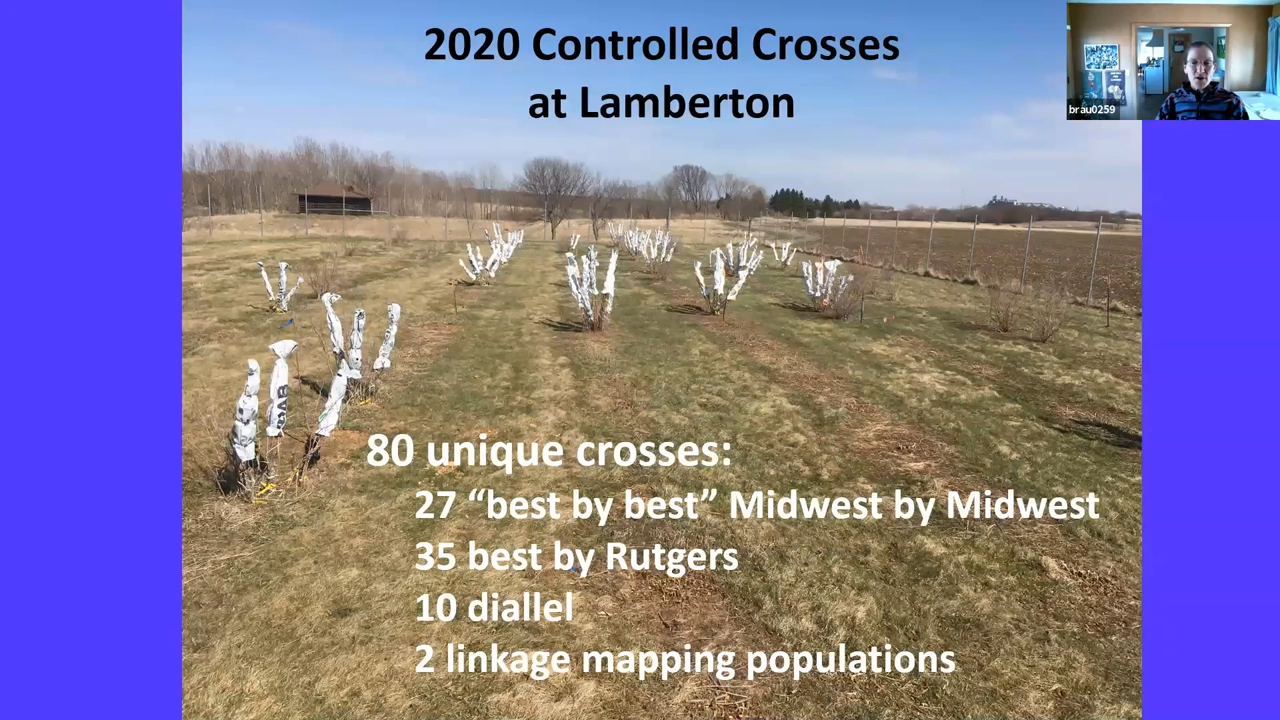 2020 Controlled Crosses
at Lamberton
brau0259
80 unique crosses:
27 “best by best” Midwest by Midwest
35 best by Rutgers
10 diallel
2 linkage mapping populations